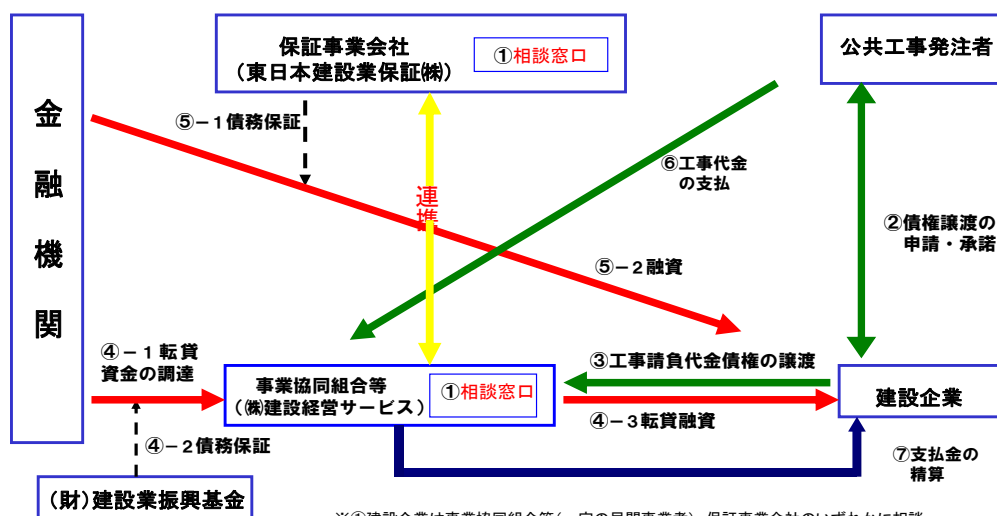 金融機関
保証事業会社
（東日本建設業保証㈱）
①相談窓口
公共工事発注者
⑤－１債務保証
連携
⑥工事代金
の支払
②債権譲渡の
申請・承諾
⑤－２融資
④－１転貸
資金の調達
③工事請負代金債権の譲渡
事業協同組合等
（㈱建設経営サービス）
①相談窓口
建設企業
④－３転貸融資
④－２債務保証
⑦支払金の
精算
（財）建設業振興基金